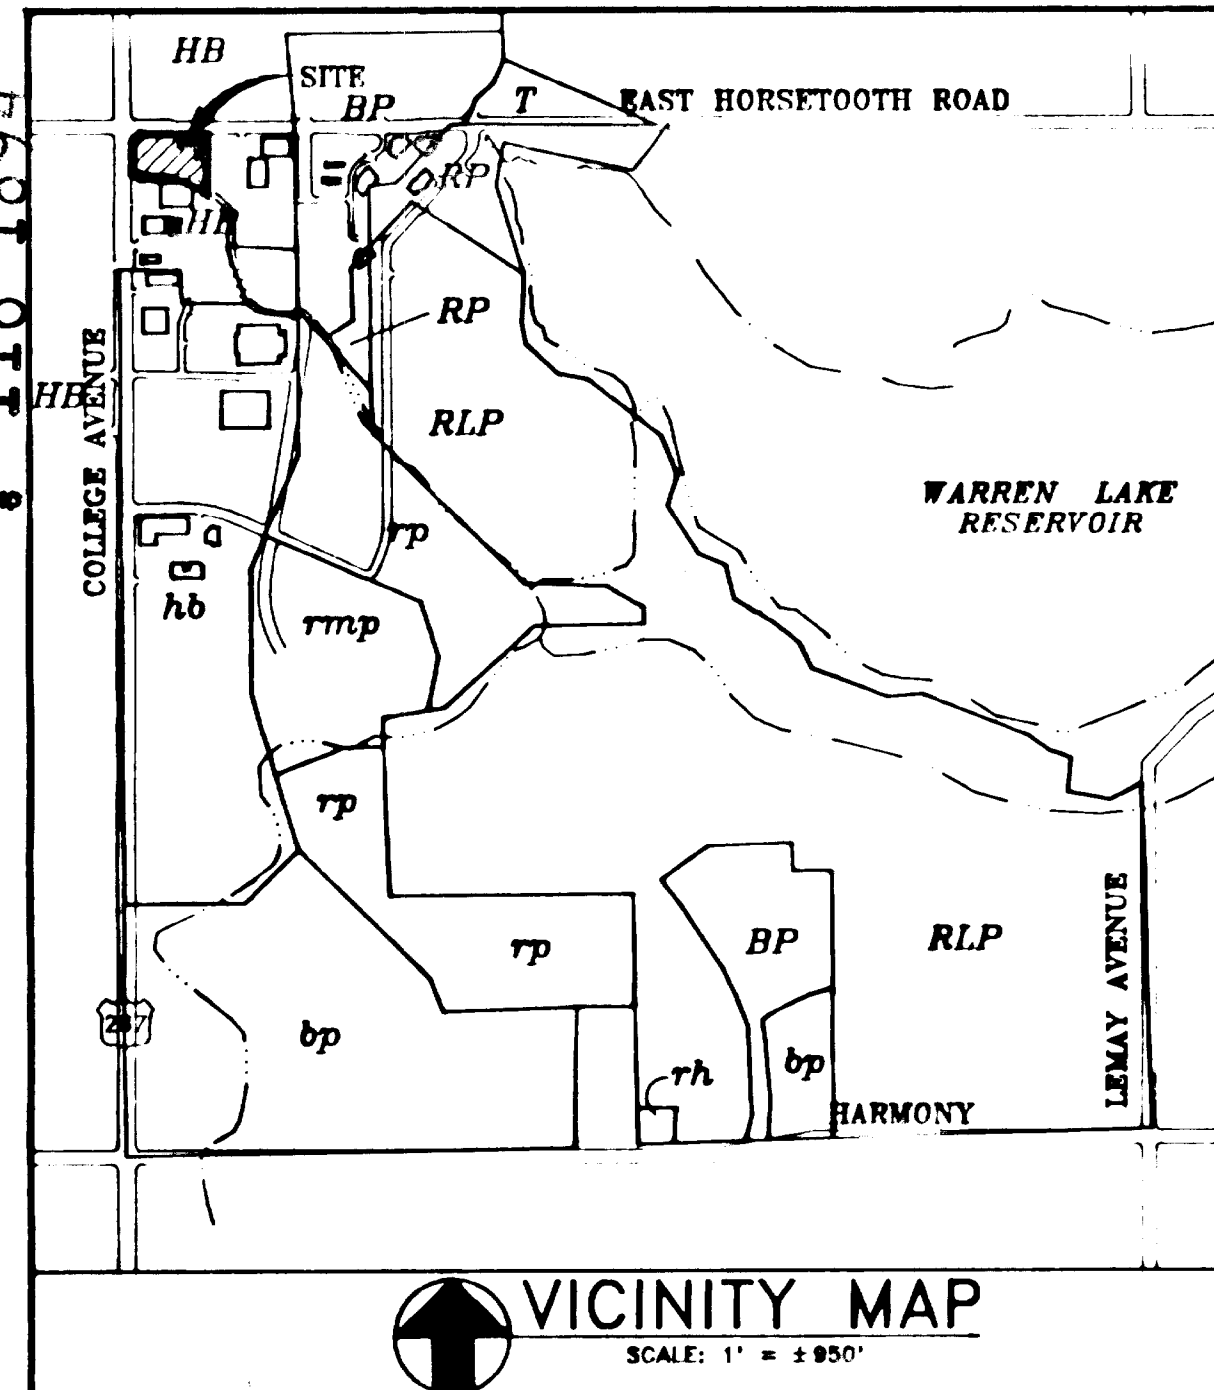 HB
SITE
BP
T
EAST HORSETOOTH ROAD
RP
HB
RP
HB
COLLEGE AVENUE
RLP
WARREN LAKE
RESERVOIR
rp
hb
rmp
rp
rp
BP
RLP
LEMAY AVENUE
287
bp
rh
bp
HARMONY
VICINITY MAP
SCALE: 1' = ±950'